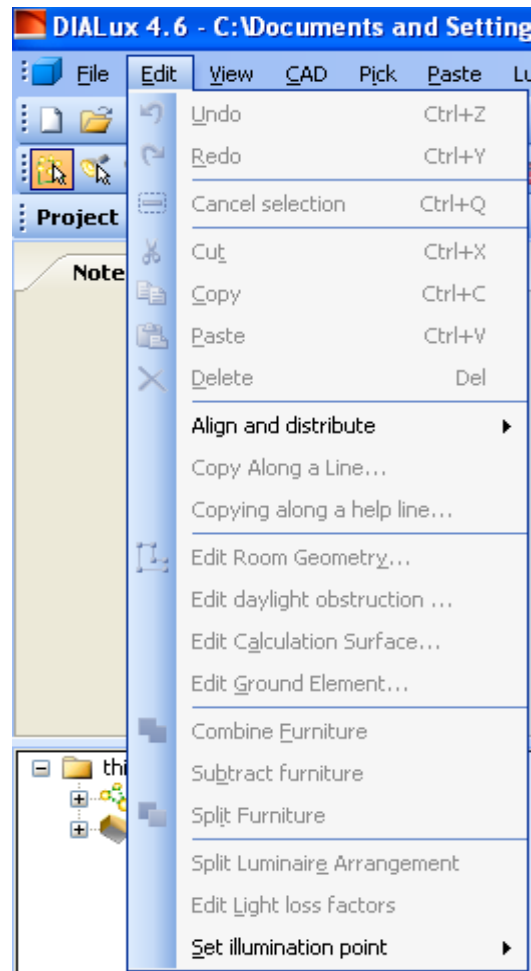 DIALux 4.6 - C:\Documents and Setting
File Edit View CAD Pick Paste
Project
Note
Undo Ctrl+Z
Redo Ctrl+Y
Cancel selection Ctrl+Q
Cut Ctrl+X
Copy Ctrl+C
Paste Ctrl+V
Delete Del
Align and distribute
Copy Along a Line...
Copying along a help line...
Edit Room Geometry...
Edit daylight obstruction ...
Edit Calculation Surface...
Edit Ground Element...
Combine Furniture
Subtract furniture
Split Furniture
Split Luminaire Arrangement
Edit Light loss factors
Set illumination point